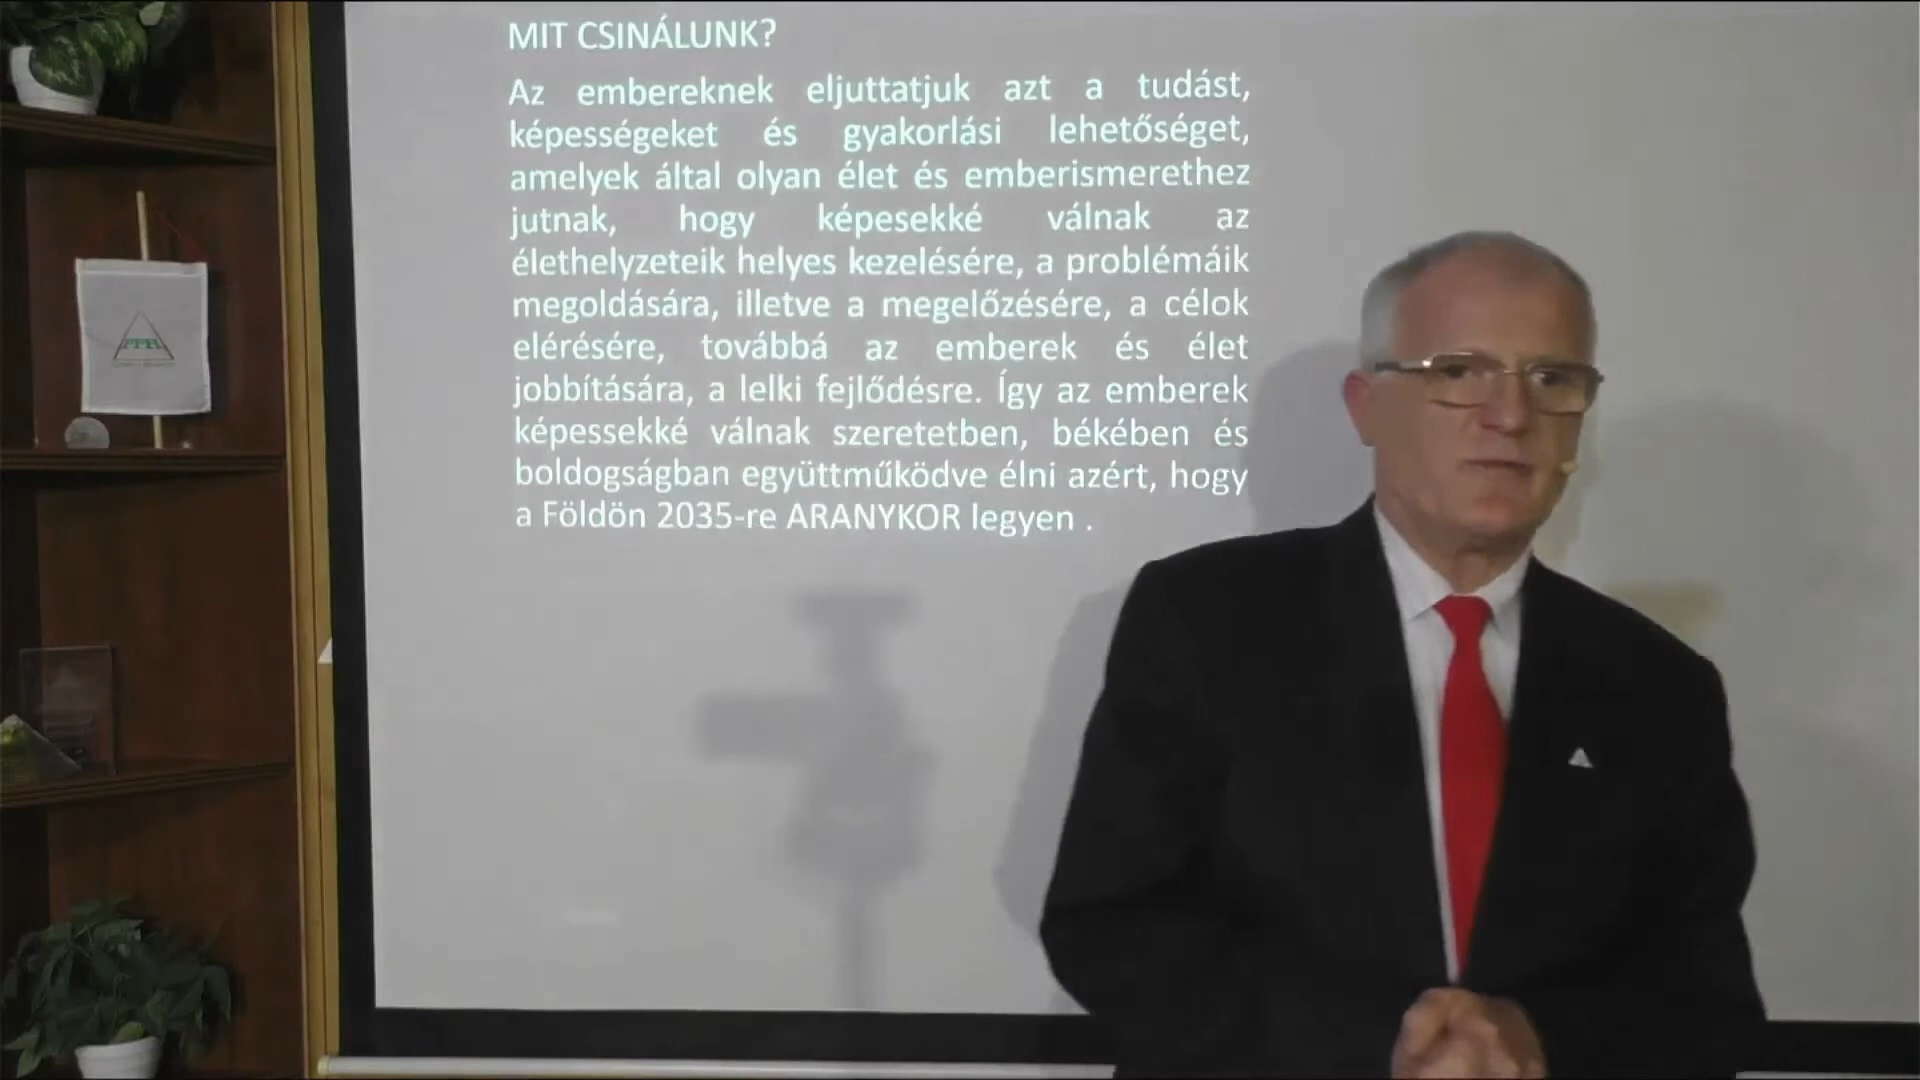 MIT CSINÁLUNK?
Az embereknek eljuttatjuk azt a tudást,
képességeket és gyakorlási lehetőséget,
amelyek által olyan élet és emberismerethez
jutnak, hogy képesekké válnak az
élethelyzeteik helyes kezelésére, a problémáik
megoldására, illetve a megelőzésére, a célok
elérésére, továbbá az emberek és élet
jobbítására, a lelki fejlődésre. Így az emberek
képessekké válnak szeretetben, békében és
boldogságban együttműködve élni azért, hogy
a Földön 2035-re ARANYKOR legyen .